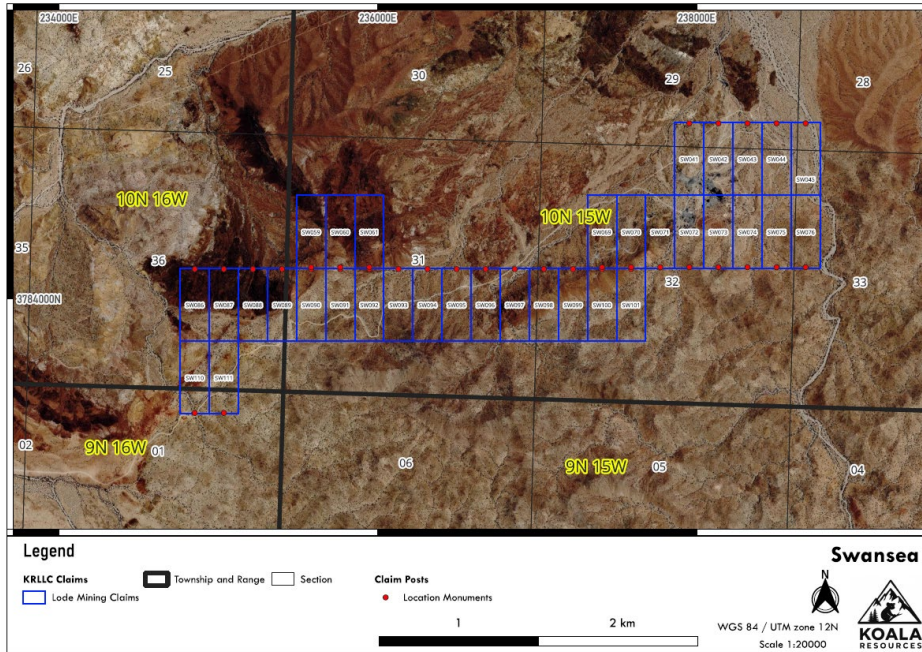 234000E
236000E
238000E
26
25
30
29
28
SW041
SW042
SW043
SW044
SW045
10N 16W
10N 15W
SW059
SW060
SW061
SW069
SW070
SW071
SW072
SW073
SW074
SW075
SW076
35
36
31
32
33
3784000N
SW086
SW087
SW088
SW089
SW090
SW091
SW092
SW093
SW094
SW095
SW096
SW097
SW098
SW099
SW100
SW101
SW110
SW111
02
9N 16W
01
06
9N 15W
05
04
Legend
KRLLC Claims
Lode Mining Claims
Township and Range
Section
Claim Posts
Location Monuments
1
2 km
Swansea
N
WGS 84 / UTM zone 12N
Scale 1:20000
KOALA
RESOURCES